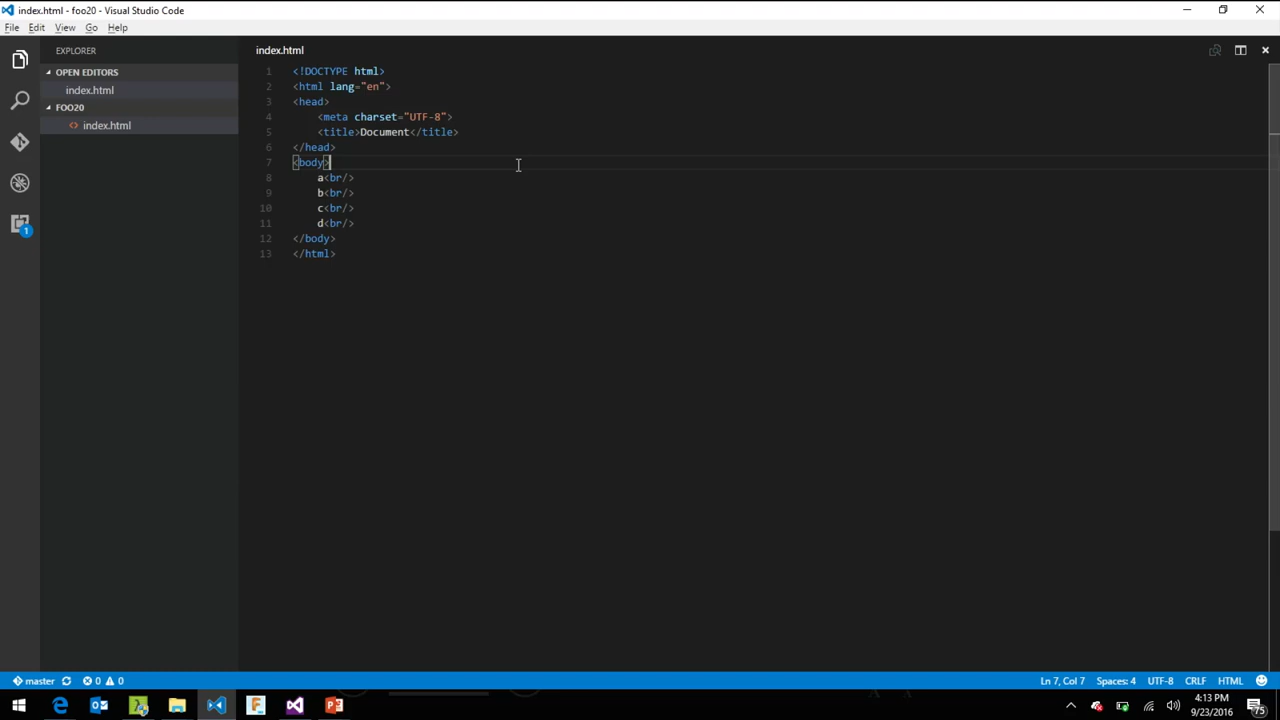 index.html - foo20 - Visual Studio Code
File Edit View Go Help
EXPLORER
OPEN EDITORS
index.html
FOO20
<> index.html
1
index.html
1 <!DOCTYPE html>
2 <html lang="en">
3 <head>
4 <meta charset="UTF-8">
5 <title>Document</title>
6 </head>
7 <body>
8 a<br/>
9 b<br/>
10 c<br/>
11 d<br/>
12 </body>
13 </html>
master 0 0 Ln 7, Col 7 Spaces: 4 UTF-8 CRLF HTML
4:13 PM
9/23/2016
75